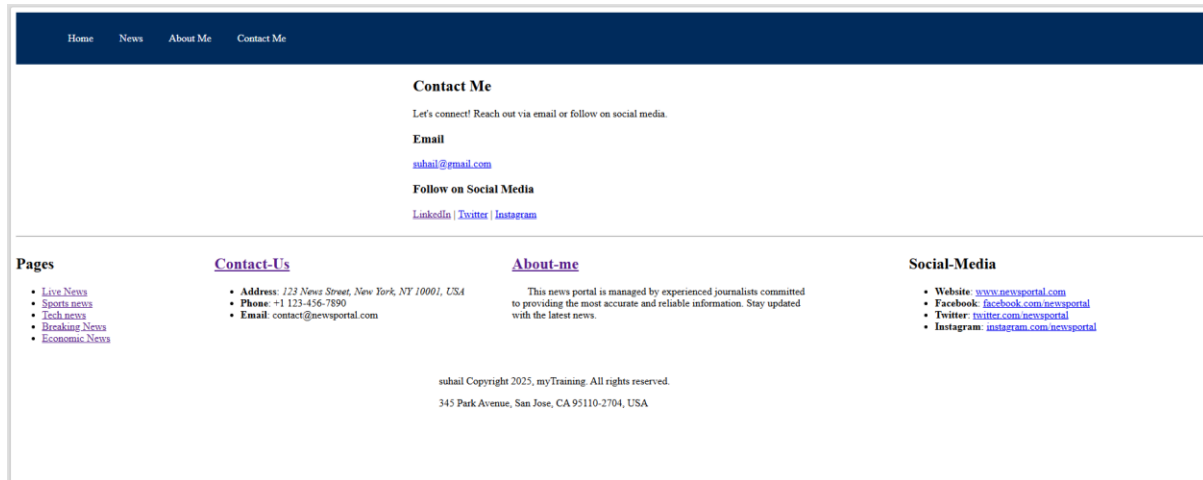 Home News About Me Contact Me
Contact Me
Let's connect! Reach out via email or follow on social media.
Email
suhail@gmail.com
Follow on Social Media
LinkedIn | Twitter | Instagram
Pages
Live News
Sports news
Tech news
Breaking News
Economic News
Contact-Us
Address: 123 News Street, New York, NY 10001, USA
Phone: +1 123-456-7890
Email: contact@newsportal.com
About-me
This news portal is managed by experienced journalists committed
to providing the most accurate and reliable information. Stay updated
with the latest news.
Social-Media
Website: www.newsportal.com
Facebook: facebook.com/newsportal
Twitter: twitter.com/newsportal
Instagram: instagram.com/newsportal
suhail Copyright 2025, myTraining. All rights reserved.
345 Park Avenue, San Jose, CA 95110-2704, USA